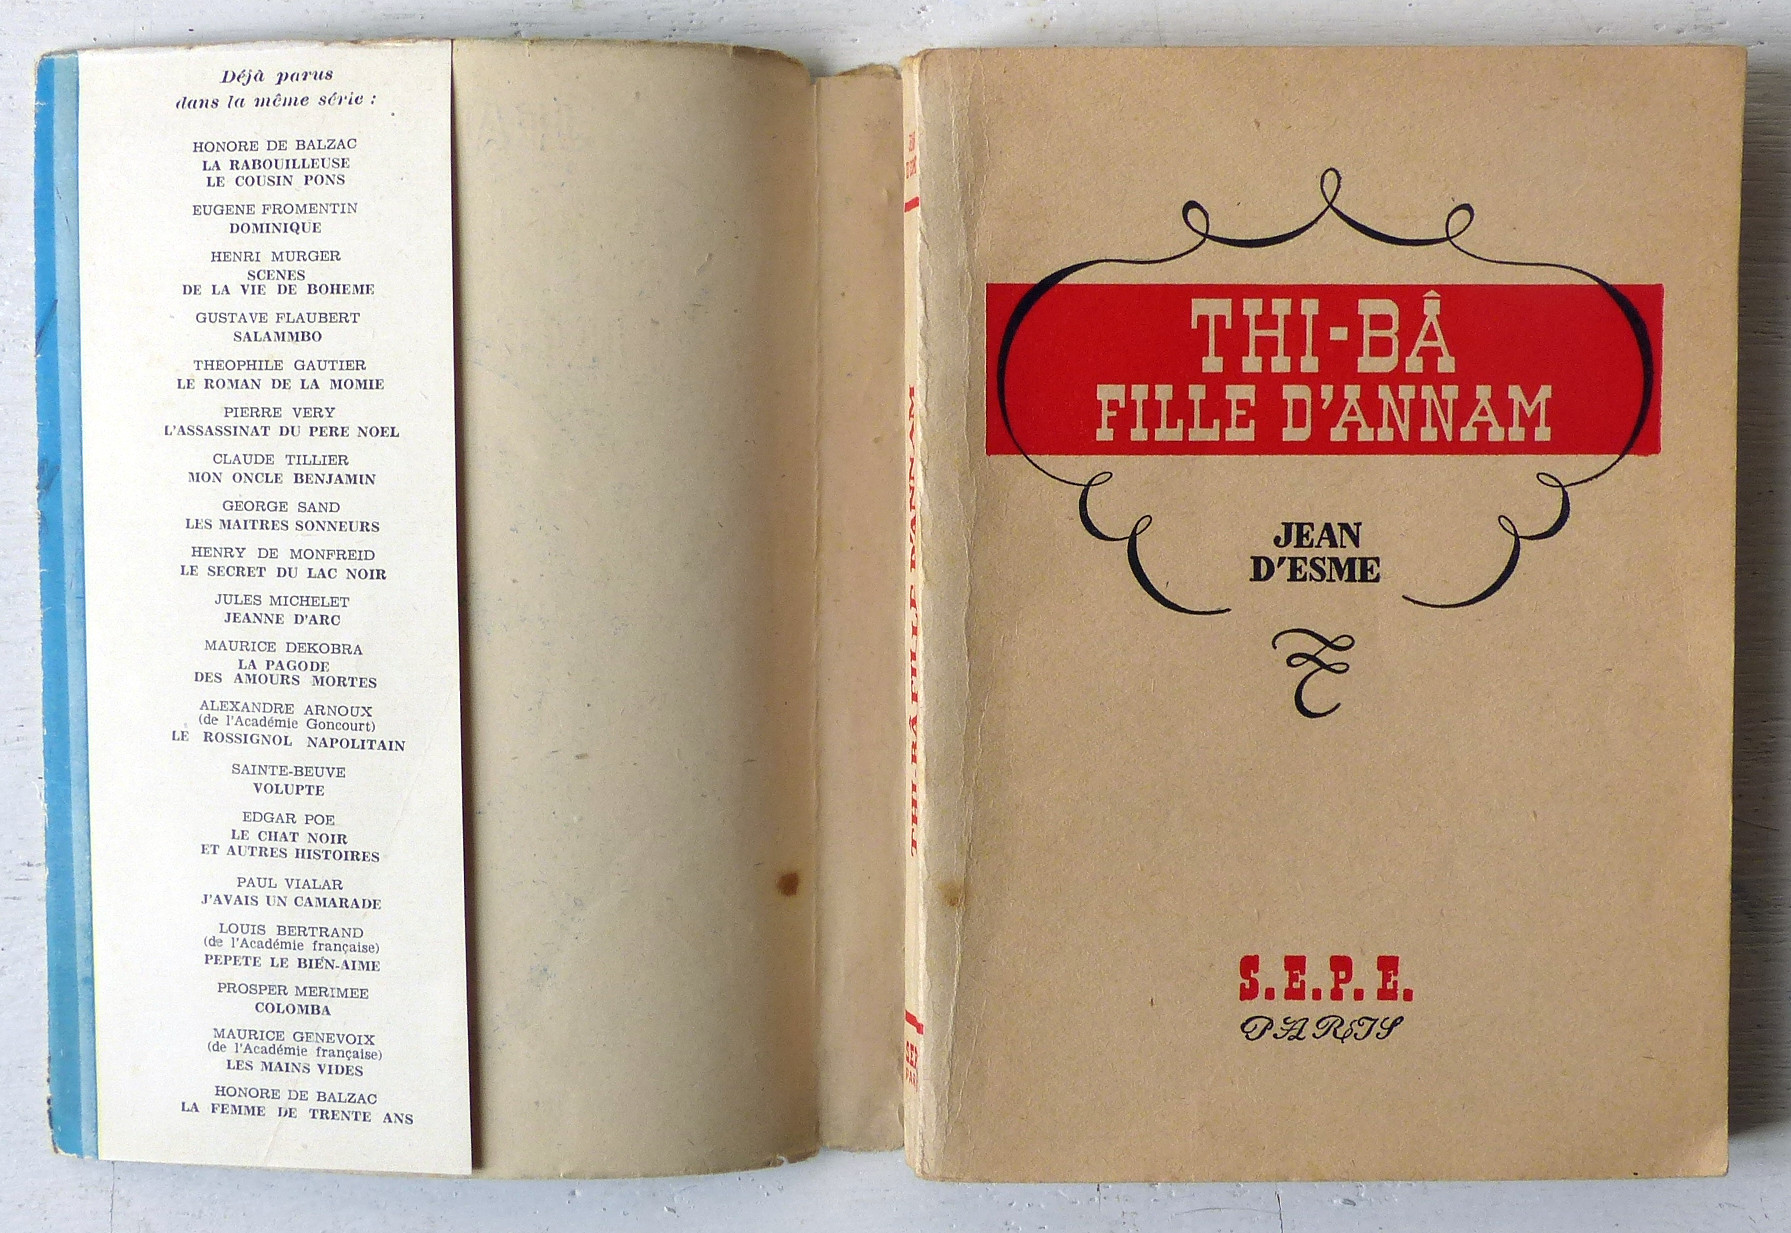 Déjà parus
dans la même série :
HONORE DE BALZAC
LA RABOUILLEUSE
LE COUSIN PONS
EUGENE FROMENTIN
DOMINIQUE
HENRI MURGER
SCENES
DE LA VIE DE BOHEME
GUSTAVE FLAUBERT
SALAMMBO
THEOPHILE GAUTIER
LE ROMAN DE LA MOMIE
PIERRE VERY
L'ASSASSINAT DU PERE NOEL
CLAUDE TILLIER
MON ONCLE BENJAMIN
GEORGE SAND
LES MAITRES SONNEURS
HENRY DE MONFREID
LE SECRET DU LAC NOIR
JULES MICHELET
JEANNE D'ARC
MAURICE DEKOBRA
LA PAGODE
DES AMOURS MORTES
ALEXANDRE ARNOUX
(de l'Académie Goncourt)
LE ROSSIGNOL NAPOLITAIN
SAINTE-BEUVE
VOLUPTE
EDGAR POE
LE CHAT NOIR
ET AUTRES HISTOIRES
PAUL VIALAR
J'AVAIS UN CAMARADE
LOUIS BERTRAND
(de l'Académie française)
PEPETE LE BIEN-AIME
PROSPER MERIMEE
COLOMBA
MAURICE GENEVOIX
(de l'Académie française)
LES MAINS VIDES
HONORE DE BALZAC
LA FEMME DE TRENTE ANS
THI-BÂ FILLE D'ANNAM
THI-BÂ
FILLE D'ANNAM
JEAN
D'ESME
S.E.P.E.
PARIS